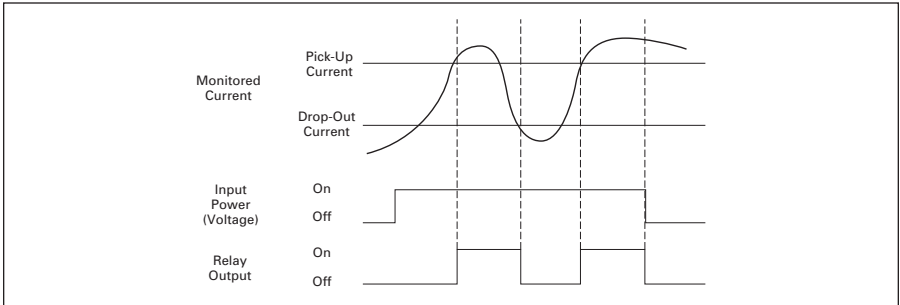 Monitored
Current
Pick-Up
Current
Drop-Out
Current
Input
Power
(Voltage)
On
Off
Relay
Output
On
Off